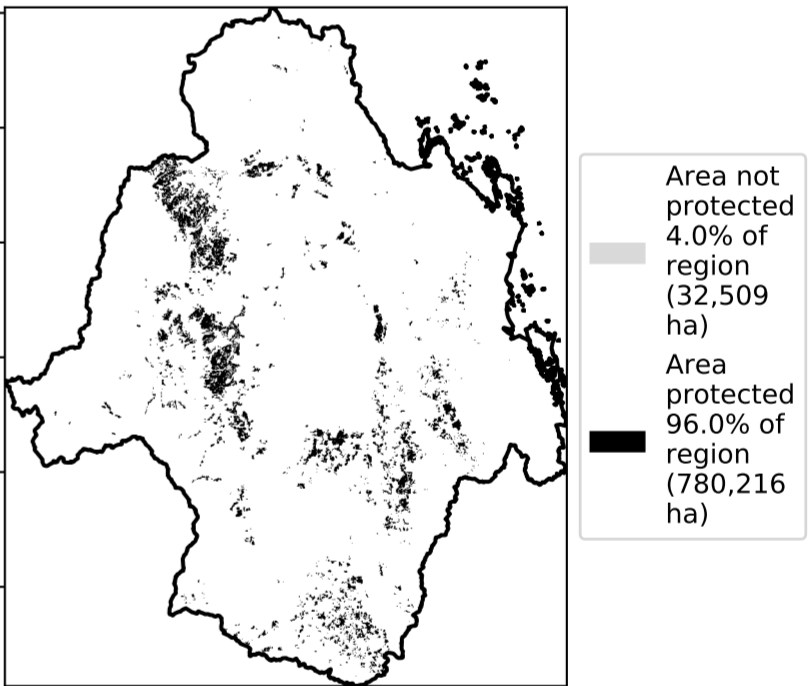 Area not
protected
4.0% of
region
(32,509
ha)
Area
protected
96.0% of
region
(780,216
ha)